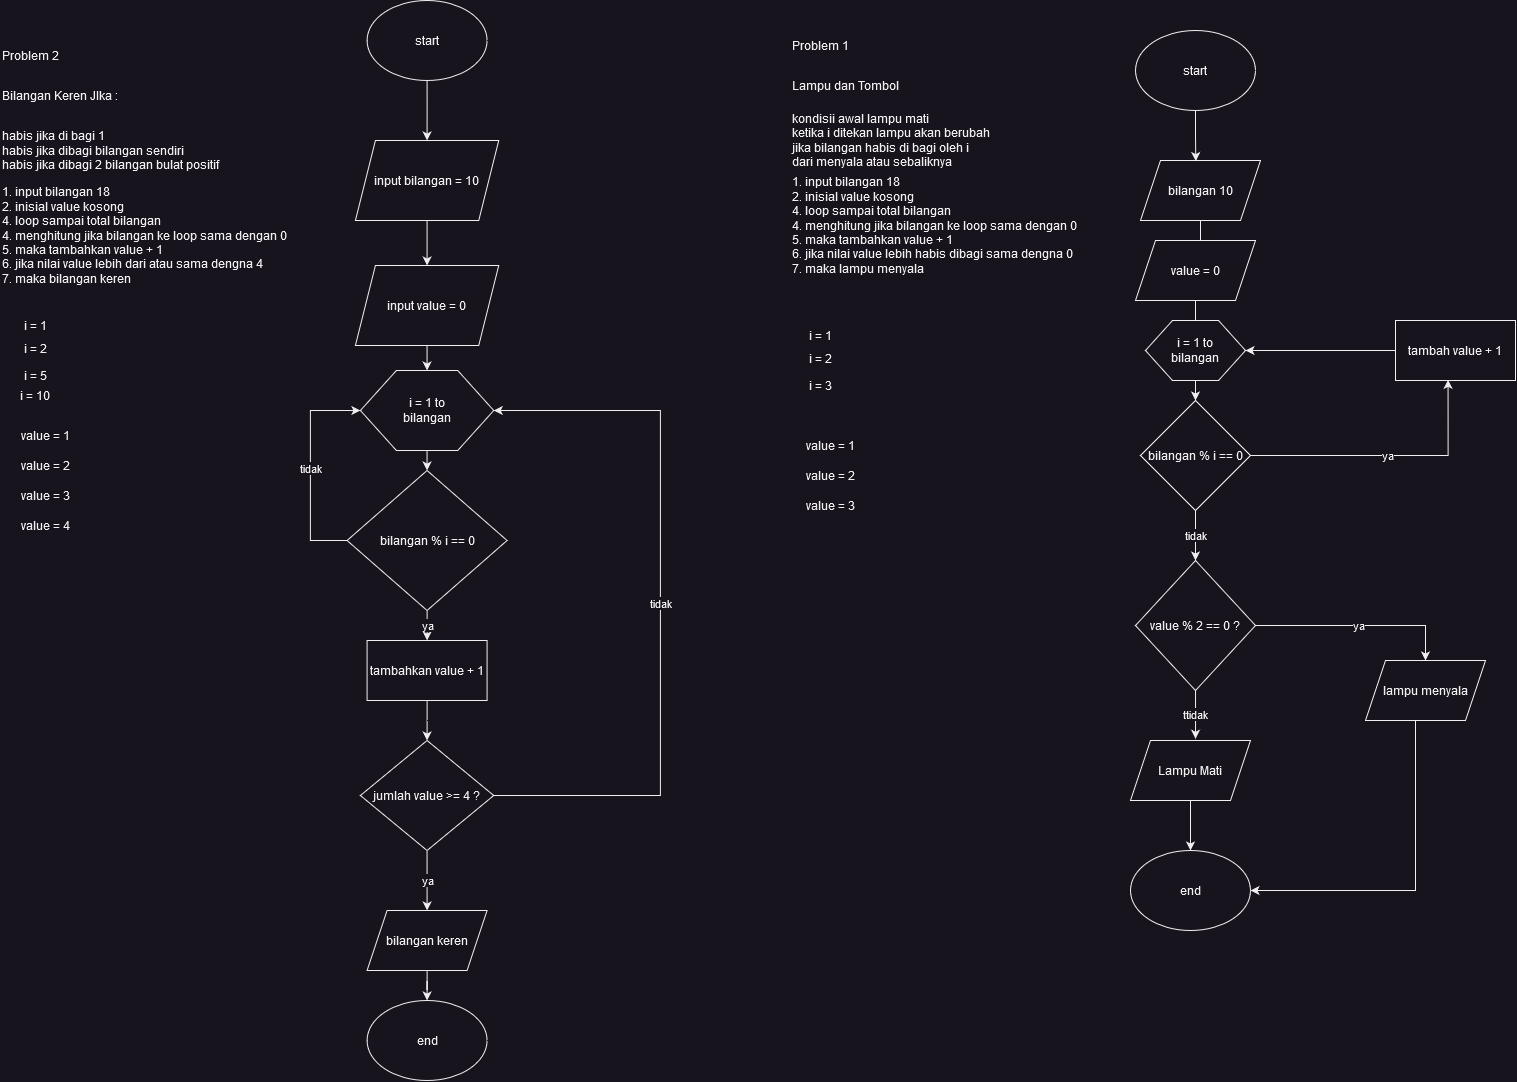 Problem 2
Bilangan Keren JIka :
habis jika di bagi 1
habis jika dibagi bilangan sendiri
habis jika dibagi 2 bilangan bulat positif
1. input bilangan 18
2. inisial value kosong
4. loop sampai total bilangan
4. menghitung jika bilangan ke loop sama dengan 0
5. maka tambahkan value + 1
6. jika nilai value lebih dari atau sama dengna 4
7. maka bilangan keren
i = 1
i = 2
i = 5
i = 10
value = 1
value = 2
value = 3
value = 4
start
input bilangan = 10
input value = 0
i = 1 to
bilangan
tidak
bilangan % i == 0
ya
tambahkan value + 1
tidak
jumlah value >= 4 ?
ya
bilangan keren
end
Problem 1
Lampu dan Tombol
kondisii awal lampu mati
ketika i ditekan lampu akan berubah
jika bilangan habis di bagi oleh i
dari menyala atau sebaliknya
1. input bilangan 18
2. inisial value kosong
4. loop sampai total bilangan
4. menghitung jika bilangan ke loop sama dengan 0
5. maka tambahkan value + 1
6. jika nilai value lebih habis dibagi sama dengna 0
7. maka lampu menyala
i = 1
i = 2
i = 3
value = 1
value = 2
value = 3
start
bilangan 10
value = 0
i = 1 to
bilangan
tambah value + 1
bilangan % i == 0
ya
tidak
value % 2 == 0 ?
ya
lampu menyala
ttidak
Lampu Mati
end